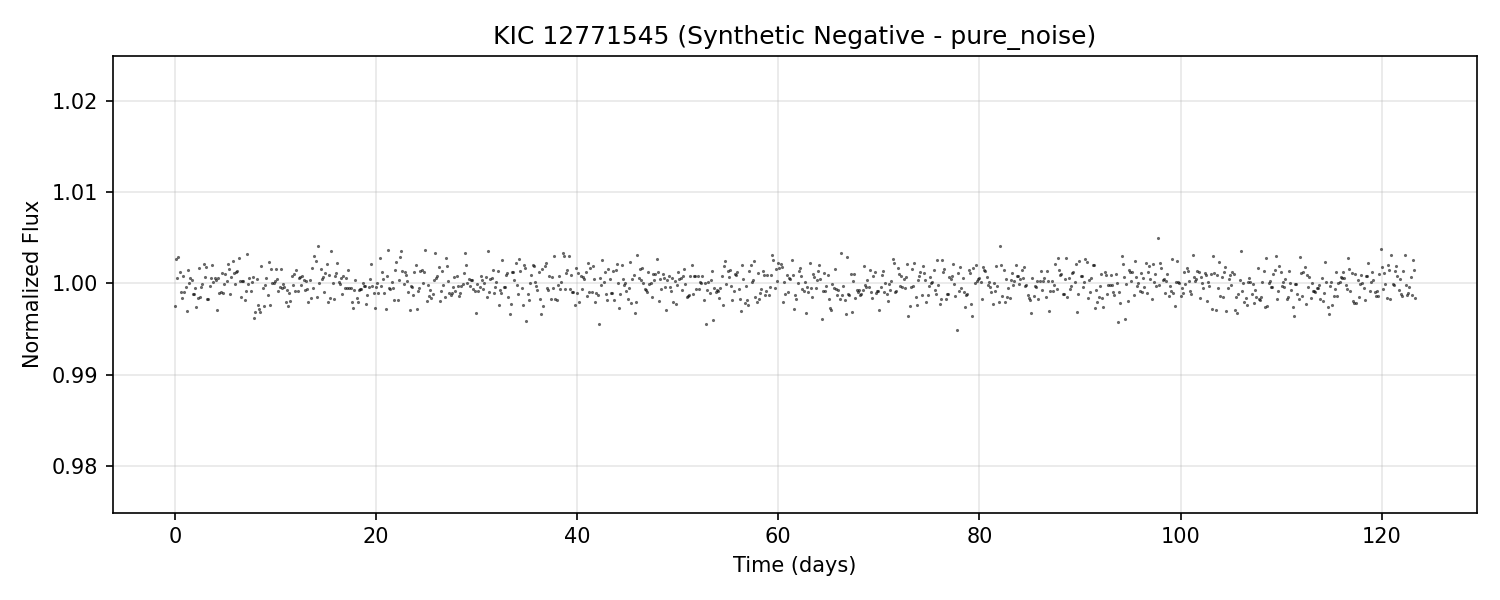 KIC 12771545 (Synthetic Negative - pure_noise)
1.02
1.01
1.00
0.99
0.98
Normalized Flux
0 20 40 60 80 100 120
Time (days)